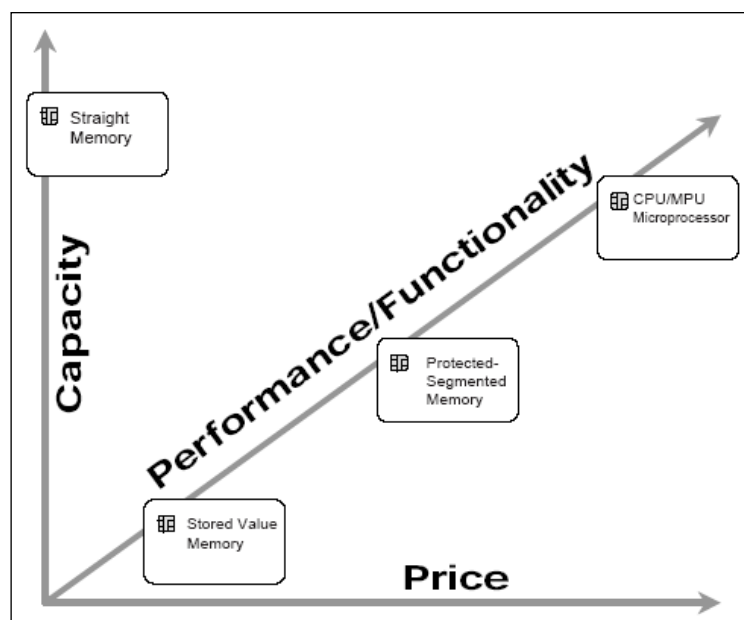 Straight
Memory
CPU/MPU
Microprocessor
Performance/Functionality
Capacity
Protected-
Segmented
Memory
Stored Value
Memory
Price